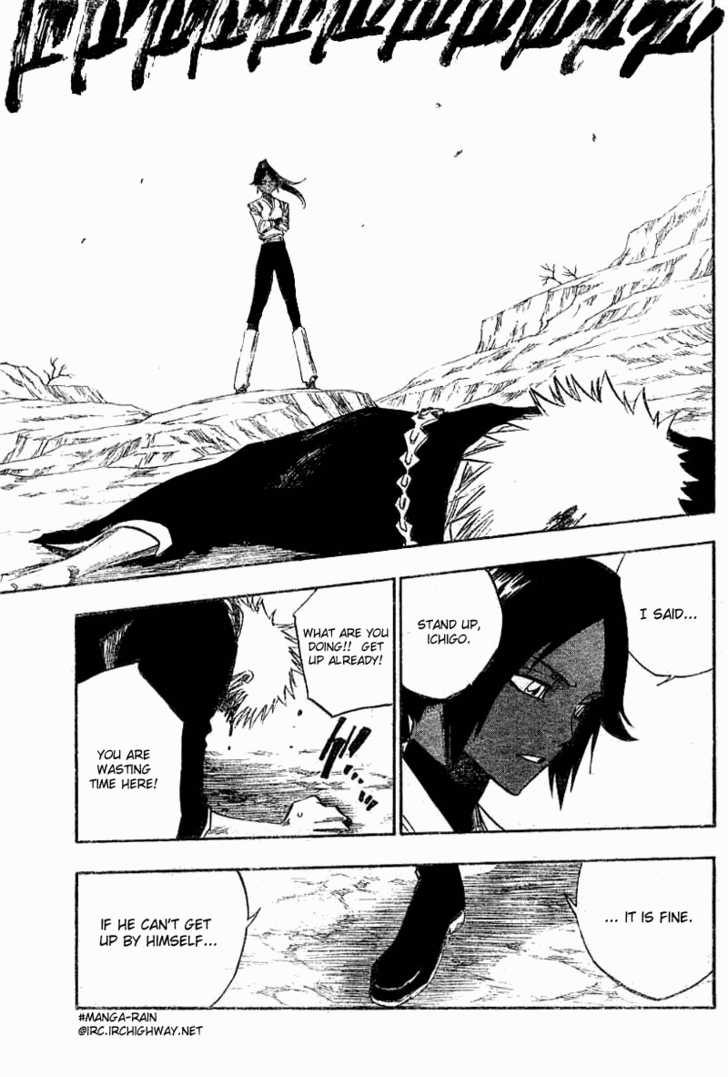 I SAID...
STAND UP,
ICHIGO.
WHAT ARE YOU
DOING!! GET
UP ALREADY!
YOU ARE
WASTING
TIME HERE!
... IT IS FINE.
IF HE CAN'T GET
UP BY HIMSELF...
#MANGA-RAIN
@IRC.IRCHIGHWAY.NET